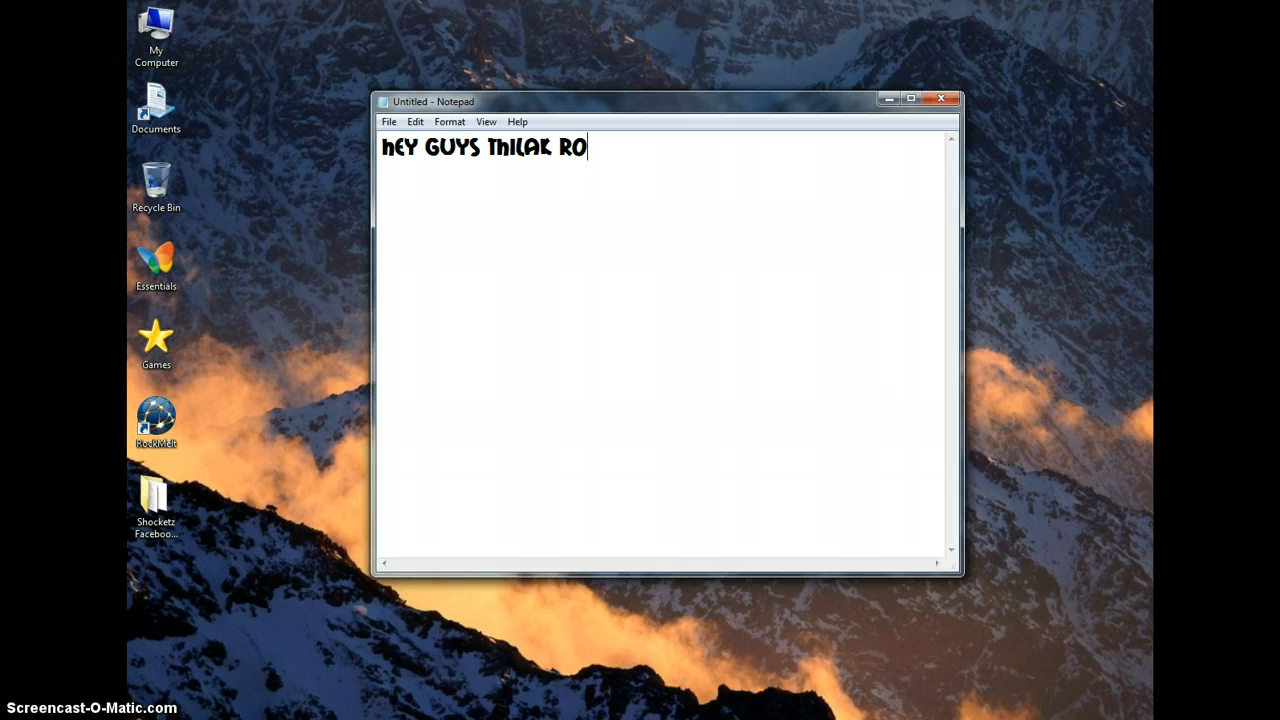 My
Computer
Documents
Recycle Bin
Essentials
Games
RockMelt
Shocketz
Faceboo...
Untitled - Notepad
File Edit Format View Help
hEY GUYS ThILAK RO
Screencast-O-Matic.com